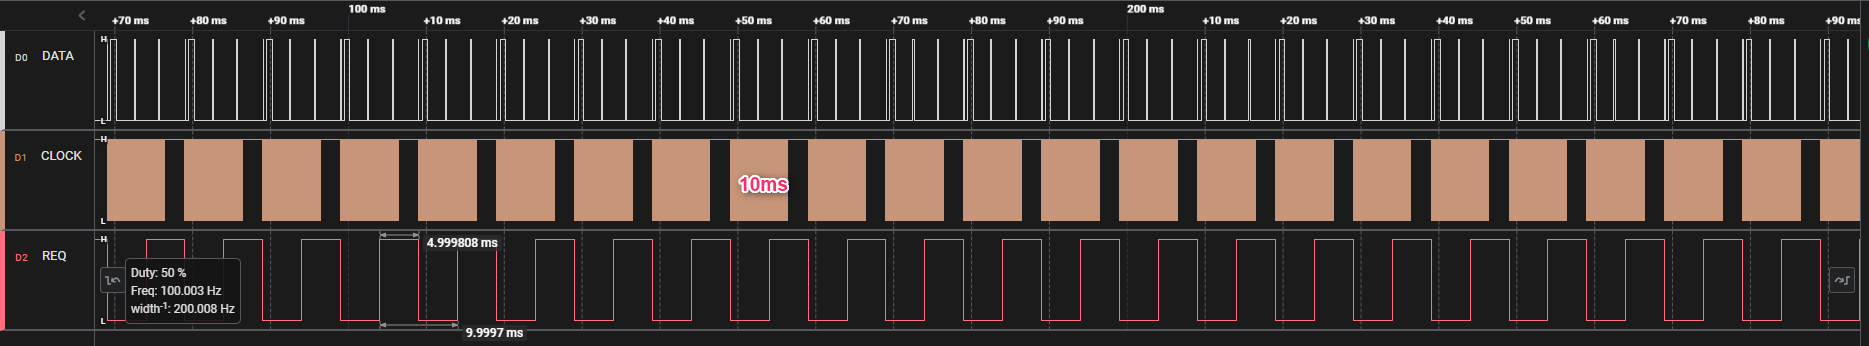 100 ms 200 ms
+70 ms +80 ms +90 ms +10 ms +20 ms +30 ms +40 ms +50 ms +60 ms +70 ms +80 ms +90 ms +10 ms +20 ms +30 ms +40 ms +50 ms +60 ms +70 ms +80 ms +90 ms
H
D0 DATA
L
H
D1 CLOCK
10ms
L
H
4.999808 ms
D2 REQ
Duty: 50 %
Freq: 100.003 Hz
width⁻¹: 200.008 Hz
L
9.9997 ms